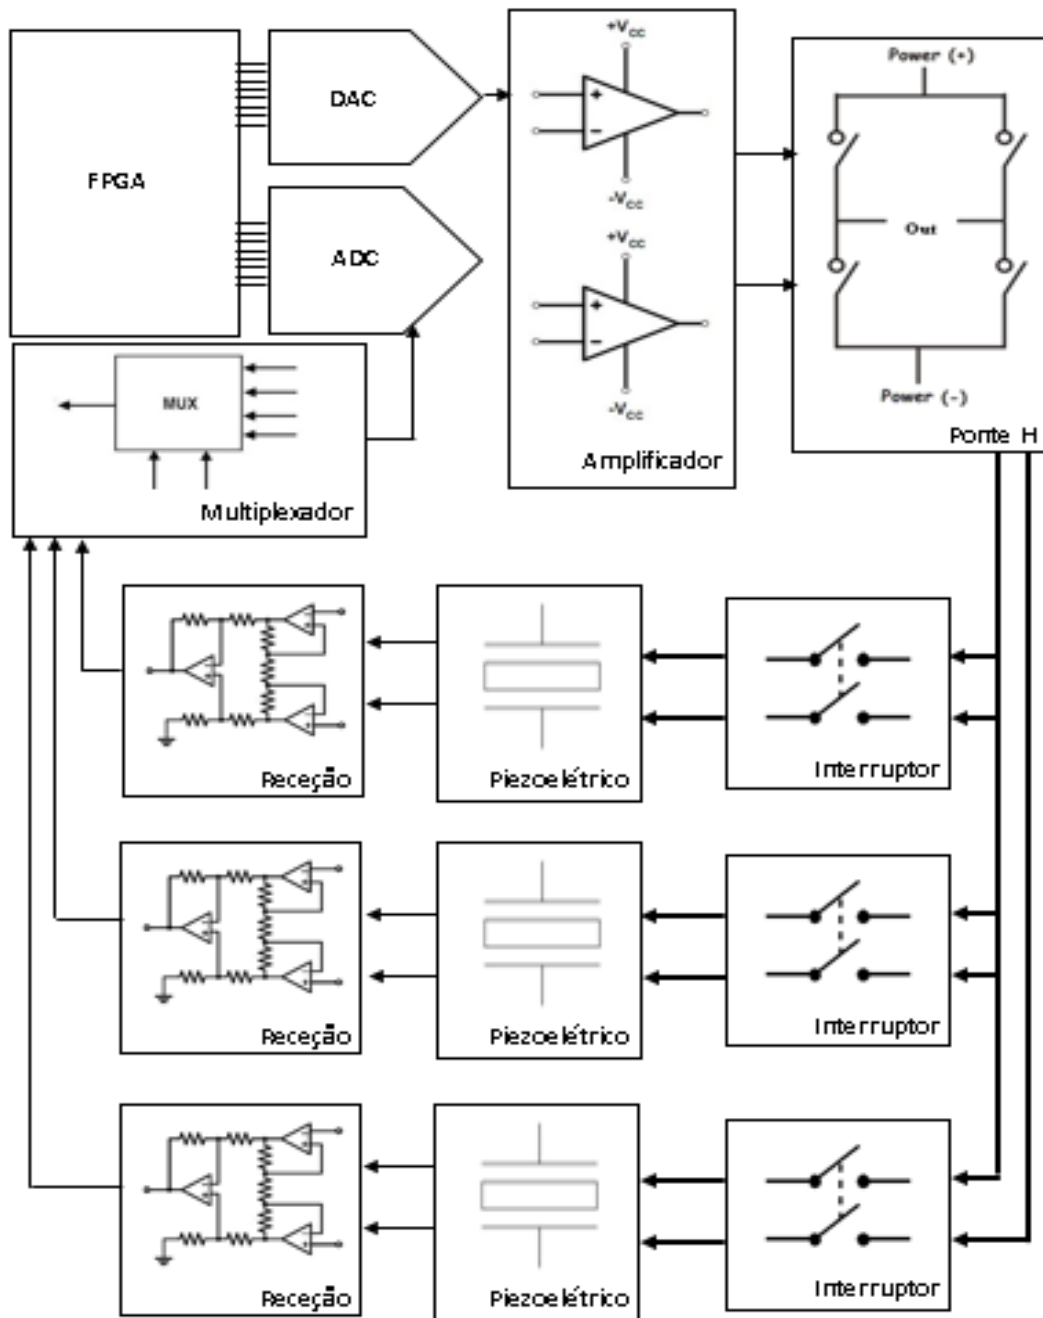 FPGA
DAC
ADC
+VCC
+
-
-VCC
+VCC
+
-
-VCC
Amplificador
Power (+)
Out
Power (-)
Ponte H
MUX
Multiplexador
Receção
Piezoelétrico
Interruptor
Receção
Piezoelétrico
Interruptor
Receção
Piezoelétrico
Interruptor